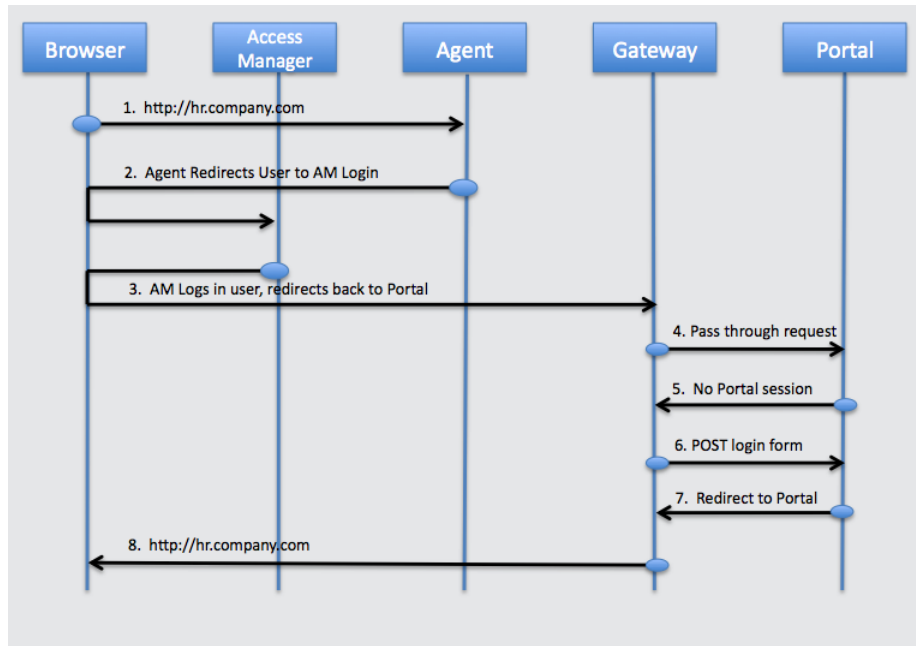 Browser
Access
Manager
Agent
Gateway
Portal
1. http://hr.company.com
2. Agent Redirects User to AM Login
3. AM Logs in user, redirects back to Portal
4. Pass through request
5. No Portal session
6. POST login form
7. Redirect to Portal
8. http://hr.company.com